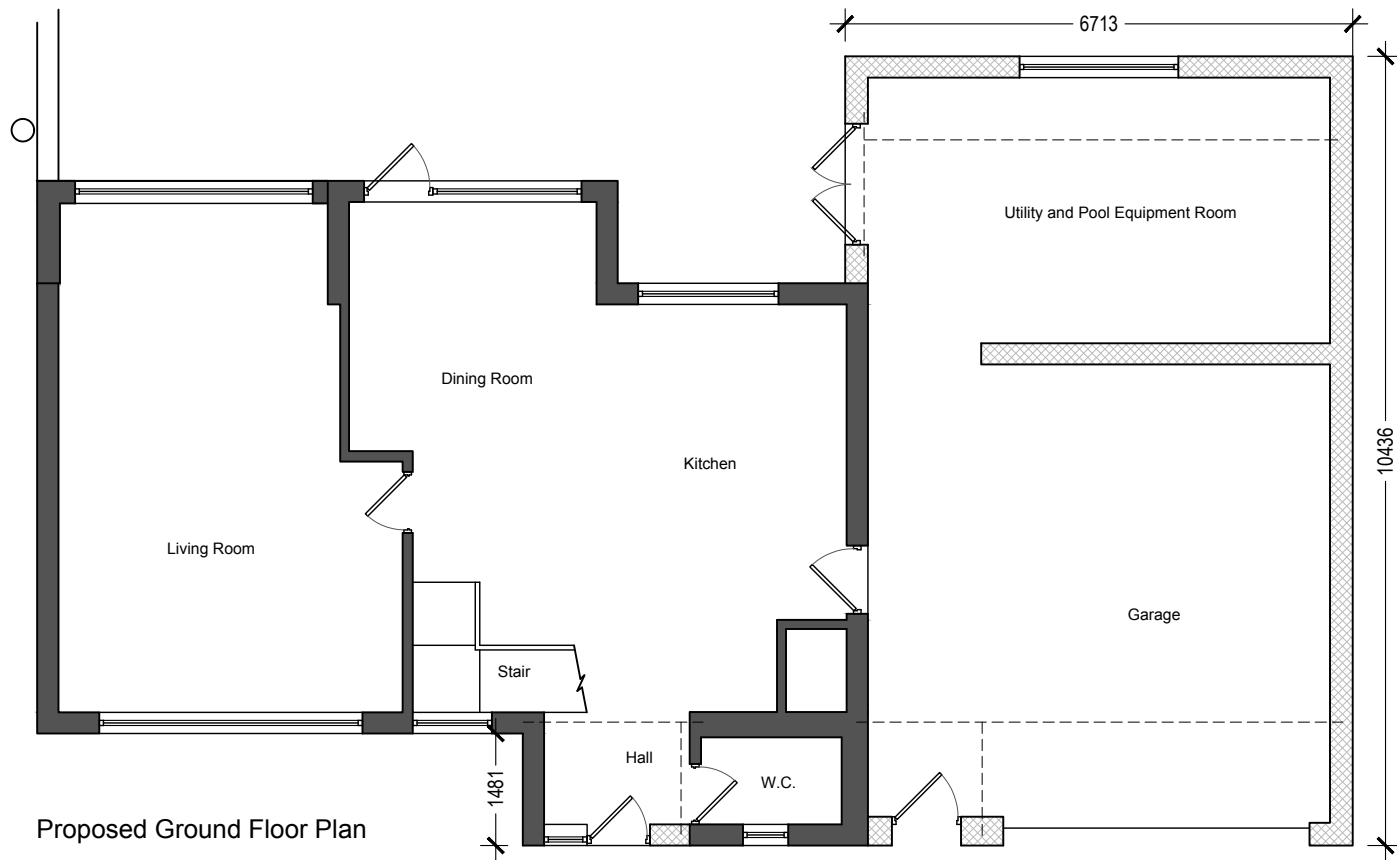 6713
Utility and Pool Equipment Room
Dining Room
10436
Kitchen
Living Room
Garage
Stair
Hall
1481
W.C.
Proposed Ground Floor Plan